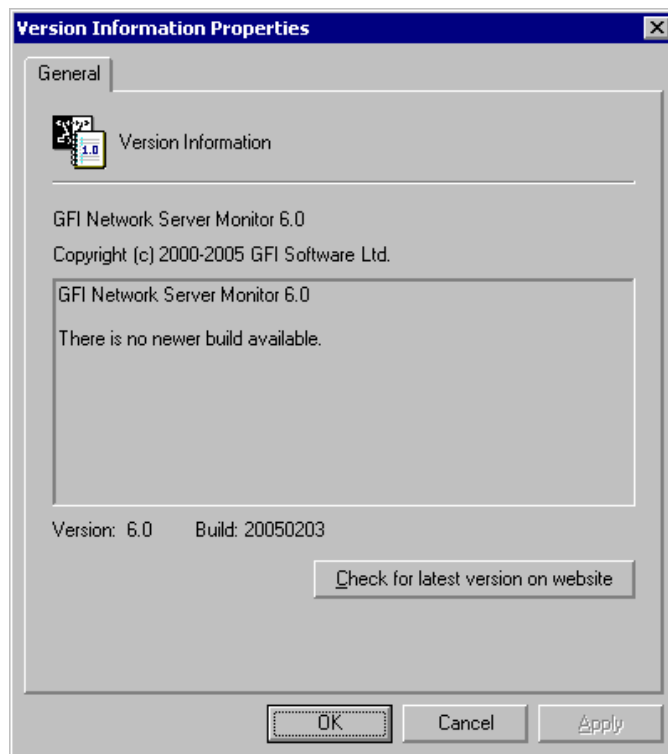 Version Information Properties
General
1.0
Version Information
GFI Network Server Monitor 6.0
Copyright (c) 2000-2005 GFI Software Ltd.
GFI Network Server Monitor 6.0
There is no newer build available.
Version: 6.0 Build: 20050203
Check for latest version on website
OK Cancel Apply